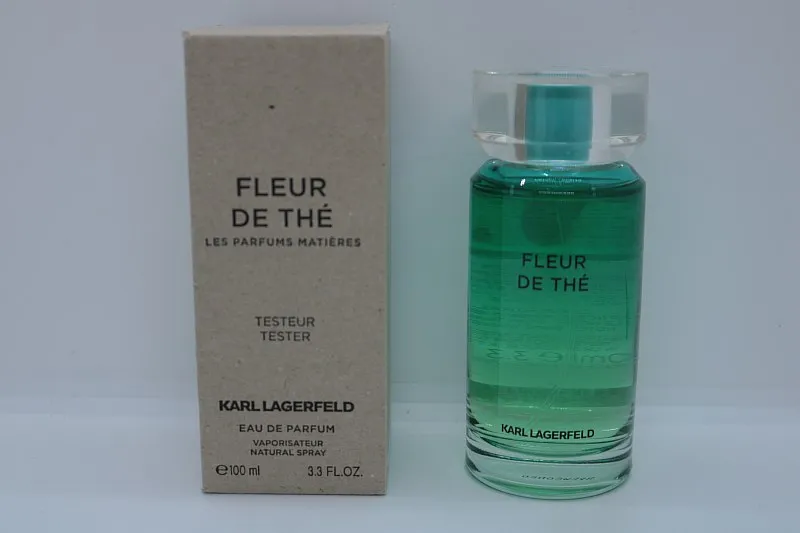 FLEUR
DE THÉ
LES PARFUMS MATIÈRES
TESTEUR
TESTER
KARL LAGERFELD
EAU DE PARFUM
VAPORISATEUR
NATURAL SPRAY
℮100 ml 3.3 FL.OZ.
FLEUR
DE THÉ
KARL LAGERFELD